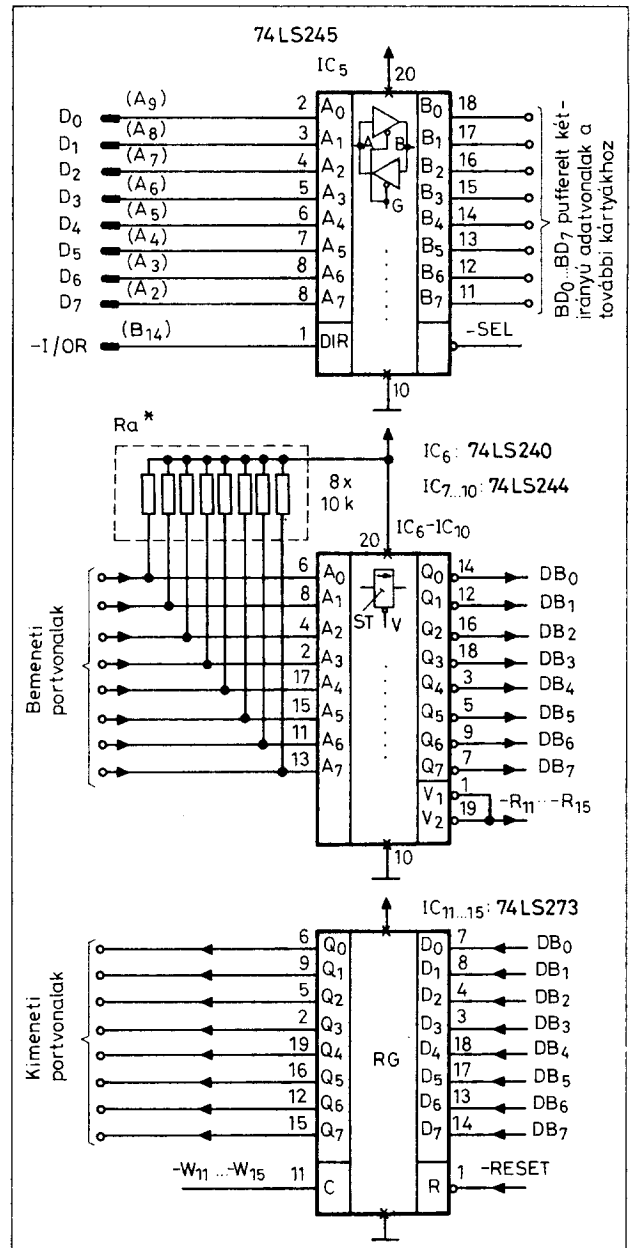 74LS245
IC5
20
D0 (A9) 2 A0 B0 18
D1 (A8) 3 A1 B1 17
D2 (A7) 4 A2 B2 16
D3 (A6) 5 A3 B3 15
D4 (A5) 6 A4 B4 14
D5 (A4) 7 A5 B5 13
D6 (A3) 8 A6 B6 12
D7 (A2) 8 A7 B7 11
A B
G
BD0...BD7 pufferelt két-
irányú adatvonalak a
további kártyákhoz
-I/OR (B14) 1 DIR -SEL
10
Ra*
8x
10 k
IC6: 74LS240
IC7...10: 74LS244
20 IC6-IC10
Bemeneti
portvonalak
6 A0 Q0 14 DB0
8 A1 Q1 12 DB1
4 A2 Q2 16 DB2
2 A3 Q3 18 DB3
17 A4 Q4 3 DB4
15 A5 Q5 5 DB5
11 A6 Q6 9 DB6
13 A7 Q7 7 DB7
ST V
V1 1 -R11...-R15
V2 19
10
IC11...15: 74LS273
Kimeneti
portvonalak
6 Q0 D0 7 DB0
9 Q1 D1 8 DB1
5 Q2 D2 4 DB2
2 Q3 D3 3 DB3
19 Q4 RG D4 18 DB4
16 Q5 D5 17 DB5
12 Q6 D6 13 DB6
15 Q7 D7 14 DB7
-W11...-W15 11 C R 1 -RESET